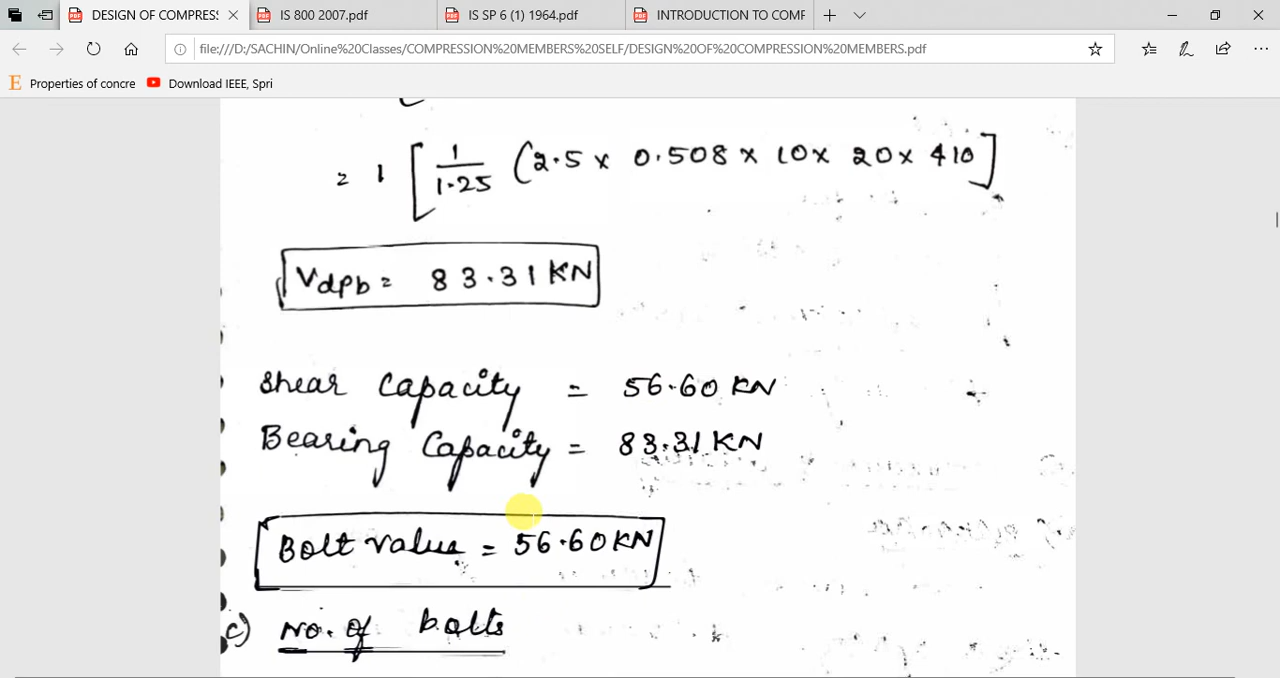 DESIGN OF COMPRESS
IS 800 2007.pdf
IS SP 6 (1) 1964.pdf
INTRODUCTION TO COMP
file:///D:/SACHIN/Online%20Classes/COMPRESSION%20MEMBERS%20SELF/DESIGN%20OF%20COMPRESSION%20MEMBERS.pdf
E Properties of concre
Download IEEE, Spri
= 1 [ 1/1.25 (2.5 x 0.508 x 10 x 20 x 410 ]
Vdpb = 83.31 KN
Shear Capacity = 56.60 KN
Bearing Capacity = 83.31 KN
Bolt value = 56.60 KN
c) No. of bolts